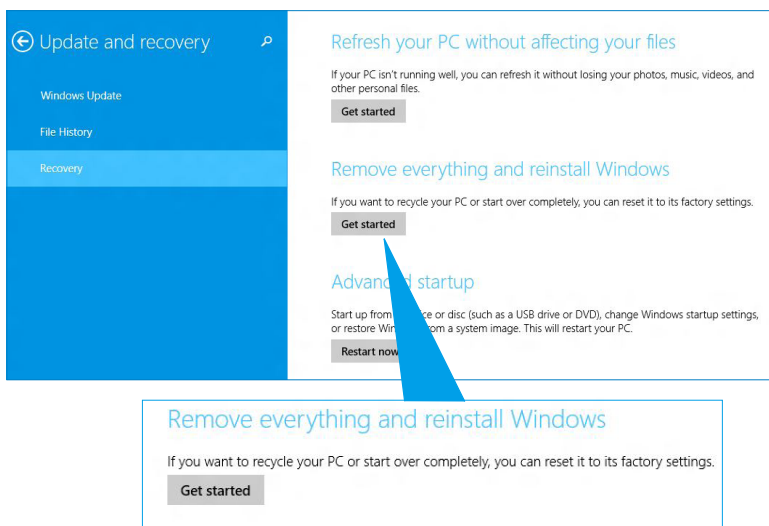 Update and recovery
Windows Update
File History
Recovery
Refresh your PC without affecting your files
If your PC isn't running well, you can refresh it without losing your photos, music, videos, and
other personal files.
Get started
Remove everything and reinstall Windows
If you want to recycle your PC or start over completely, you can reset it to its factory settings.
Get started
Advanced startup
Start up from or disc (such as a USB drive or DVD), change Windows startup settings,
or restore from a system image. This will restart your PC.
Restart now
Remove everything and reinstall Windows
If you want to recycle your PC or start over completely, you can reset it to its factory settings.
Get started